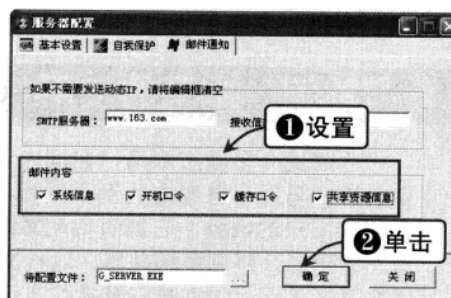 服务器配置
基本设置 自我保护 邮件通知
如果不需要发送动态IP，请将编辑框清空
SMTP服务器： www.163.com 接收信
❶设置
邮件内容
系统信息 开机口令 缓存口令 共享资源信息
❷单击
待配置文件： G_SERVER.EXE ... 确定 关闭